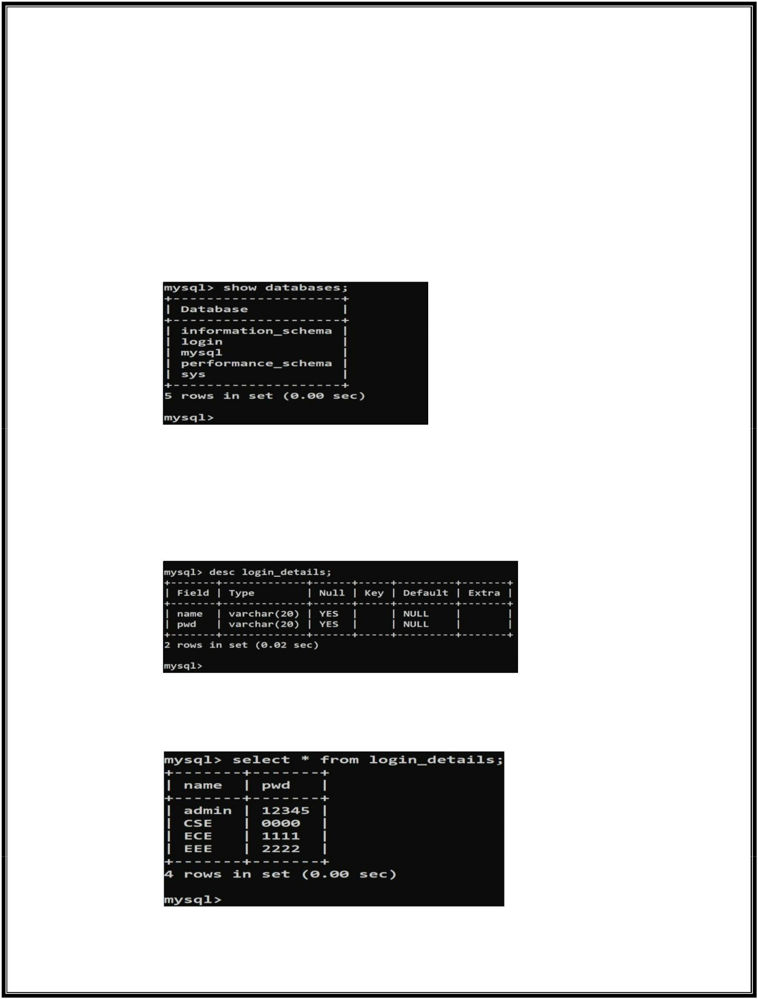 mysql> show databases;
+--------------------+
| Database           |
+--------------------+
| information_schema |
| login              |
| mysql              |
| performance_schema |
| sys                |
+--------------------+
5 rows in set (0.00 sec)
mysql>
mysql> desc login_details;
+-------+-------------+------+-----+---------+-------+
| Field | Type        | Null | Key | Default | Extra |
+-------+-------------+------+-----+---------+-------+
| name  | varchar(20) | YES  |     | NULL    |       |
| pwd   | varchar(20) | YES  |     | NULL    |       |
+-------+-------------+------+-----+---------+-------+
2 rows in set (0.02 sec)
mysql>
mysql> select * from login_details;
+-------+-------+
| name  | pwd   |
+-------+-------+
| admin | 12345 |
| CSE   | 0000  |
| ECE   | 1111  |
| EEE   | 2222  |
+-------+-------+
4 rows in set (0.00 sec)
mysql>